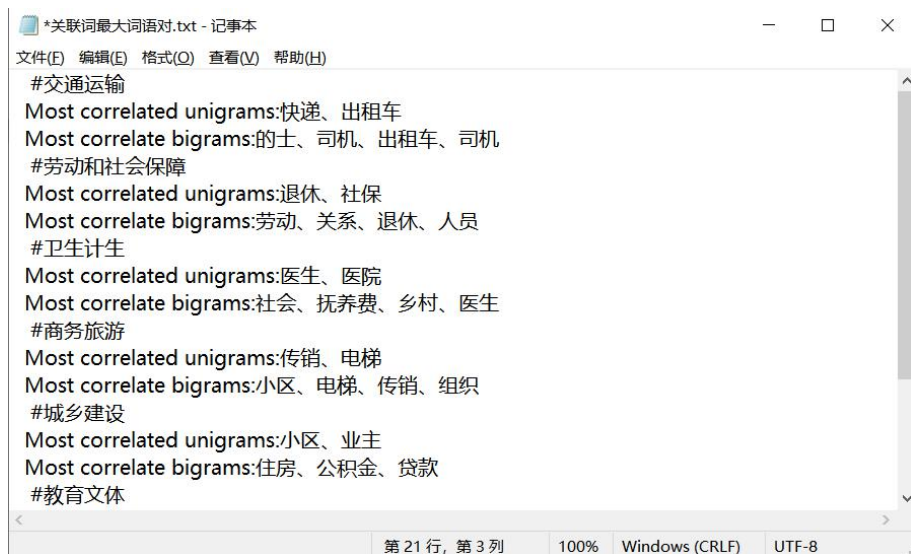 *关联词最大词语对.txt - 记事本
文件(F) 编辑(E) 格式(O) 查看(V) 帮助(H)
#交通运输
Most correlated unigrams:快递、出租车
Most correlate bigrams:的士、司机、出租车、司机
#劳动和社会保障
Most correlated unigrams:退休、社保
Most correlate bigrams:劳动、关系、退休、人员
#卫生计生
Most correlated unigrams:医生、医院
Most correlate bigrams:社会、抚养费、乡村、医生
#商务旅游
Most correlated unigrams:传销、电梯
Most correlate bigrams:小区、电梯、传销、组织
#城乡建设
Most correlated unigrams:小区、业主
Most correlate bigrams:住房、公积金、贷款
#教育文体
第 21 行，第 3 列 100% Windows (CRLF) UTF-8